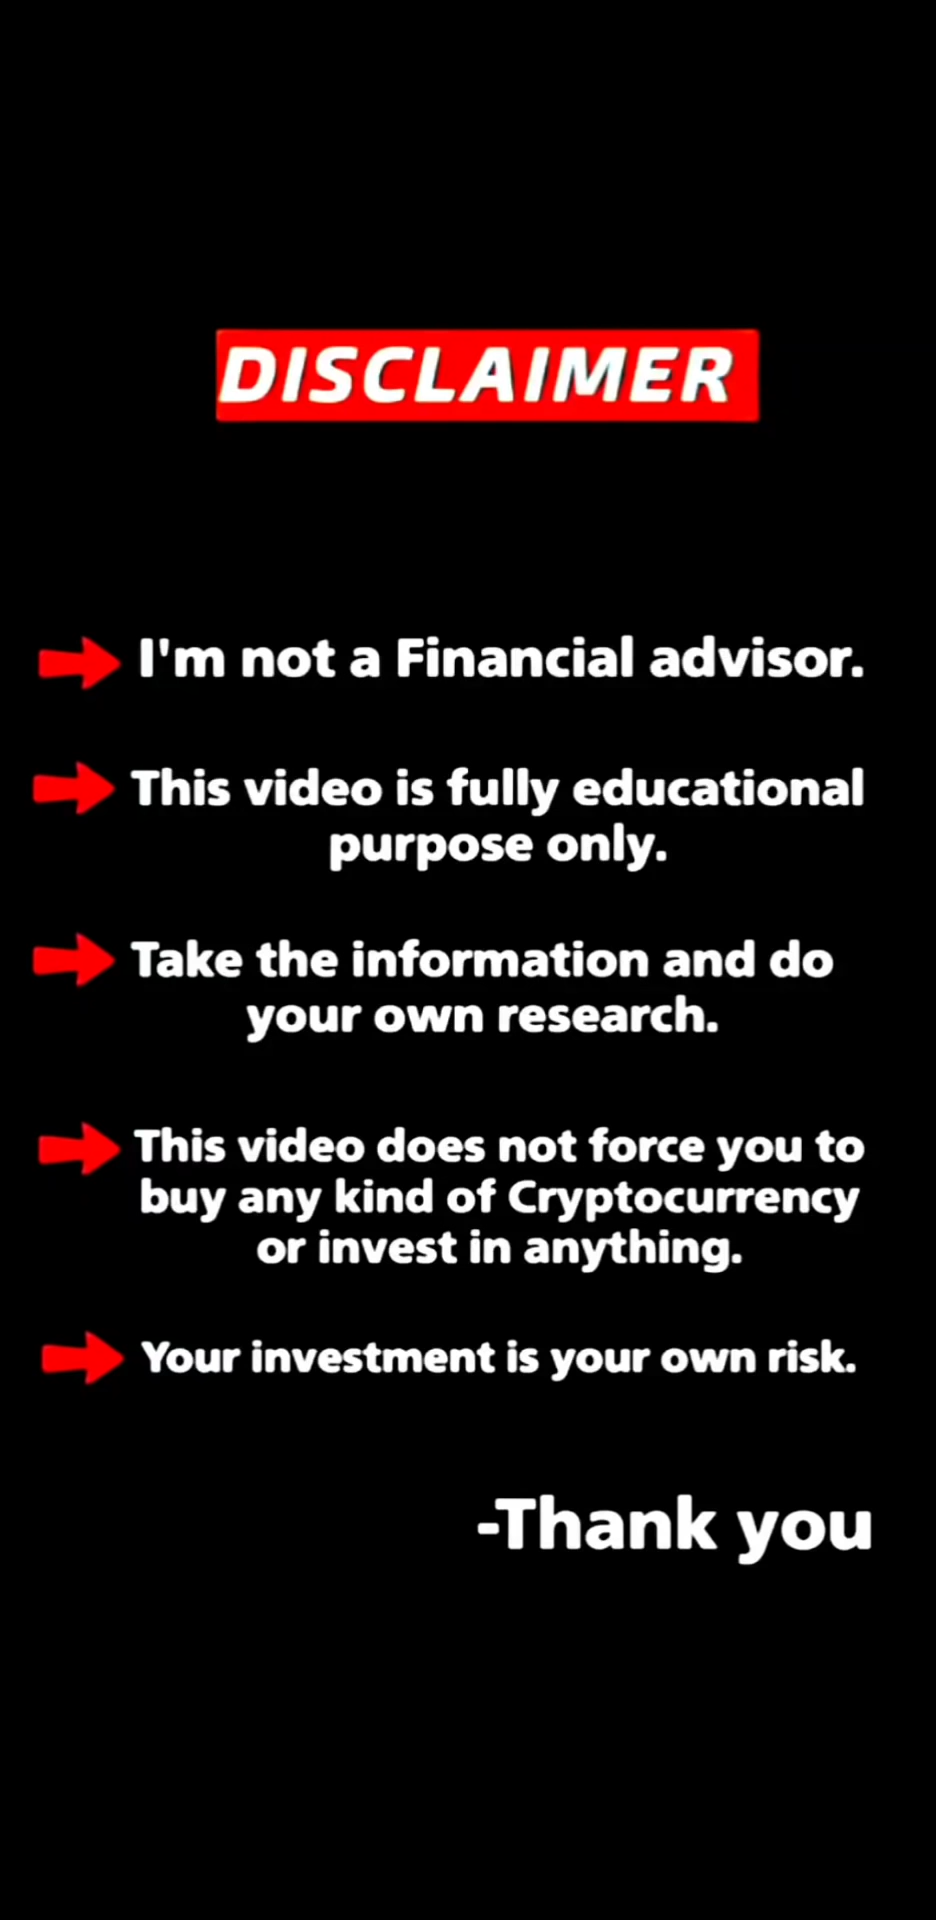 DISCLAIMER
I'm not a Financial advisor.
This video is fully educational
purpose only.
Take the information and do
your own research.
This video does not force you to
buy any kind of Cryptocurrency
or invest in anything.
Your investment is your own risk.
-Thank you